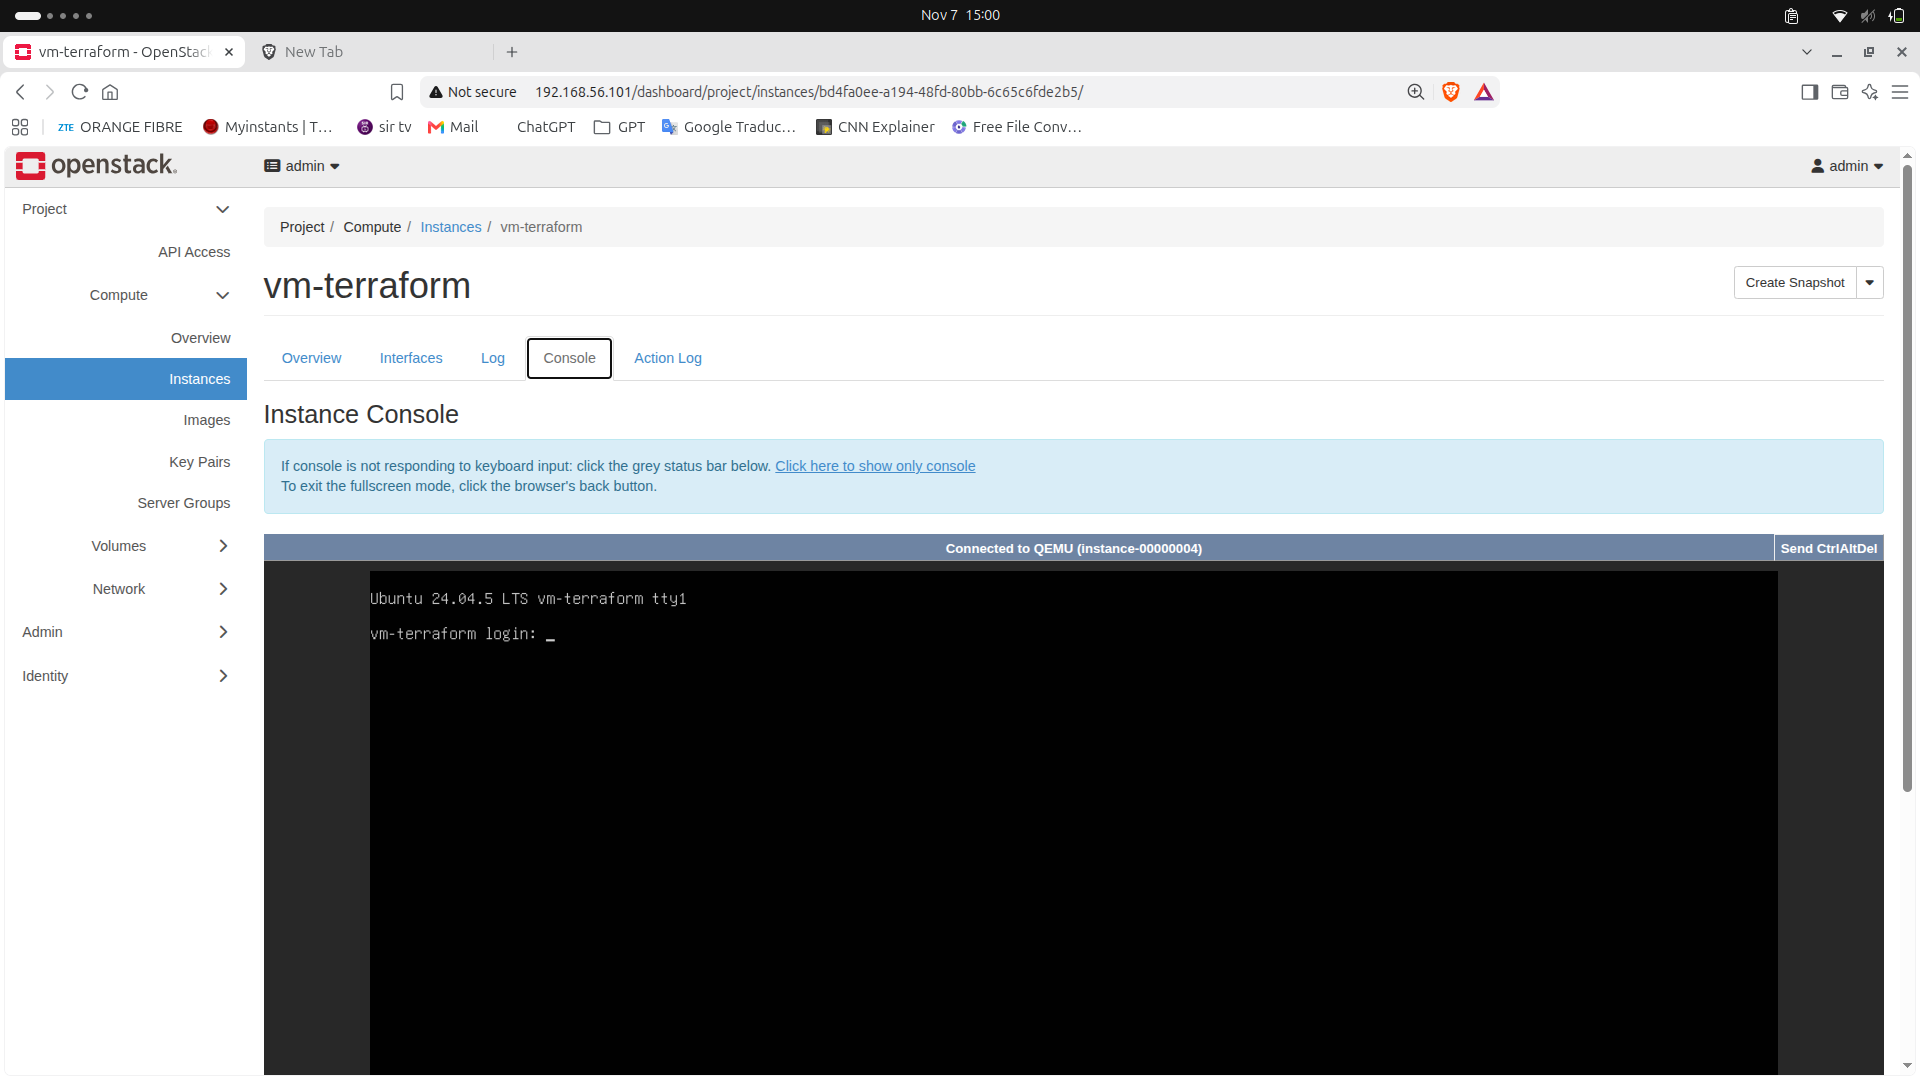 Nov 7 15:00
vm-terraform - OpenStac
New Tab
Not secure 192.168.56.101/dashboard/project/instances/bd4fa0ee-a194-48fd-80bb-6c65c6fde2b5/
ZTE ORANGE FIBRE
Myinstants | T…
sir tv
Mail
ChatGPT
GPT
Google Traduc…
CNN Explainer
Free File Conv…
openstack.
admin
admin
Project
API Access
Compute
Overview
Instances
Images
Key Pairs
Server Groups
Volumes
Network
Admin
Identity
Project / Compute / Instances / vm-terraform
vm-terraform
Create Snapshot
Overview
Interfaces
Log
Console
Action Log
Instance Console
If console is not responding to keyboard input: click the grey status bar below. Click here to show only console
To exit the fullscreen mode, click the browser's back button.
Connected to QEMU (instance-00000004)
Send CtrlAltDel
Ubuntu 24.04.5 LTS vm-terraform tty1
vm-terraform login: _